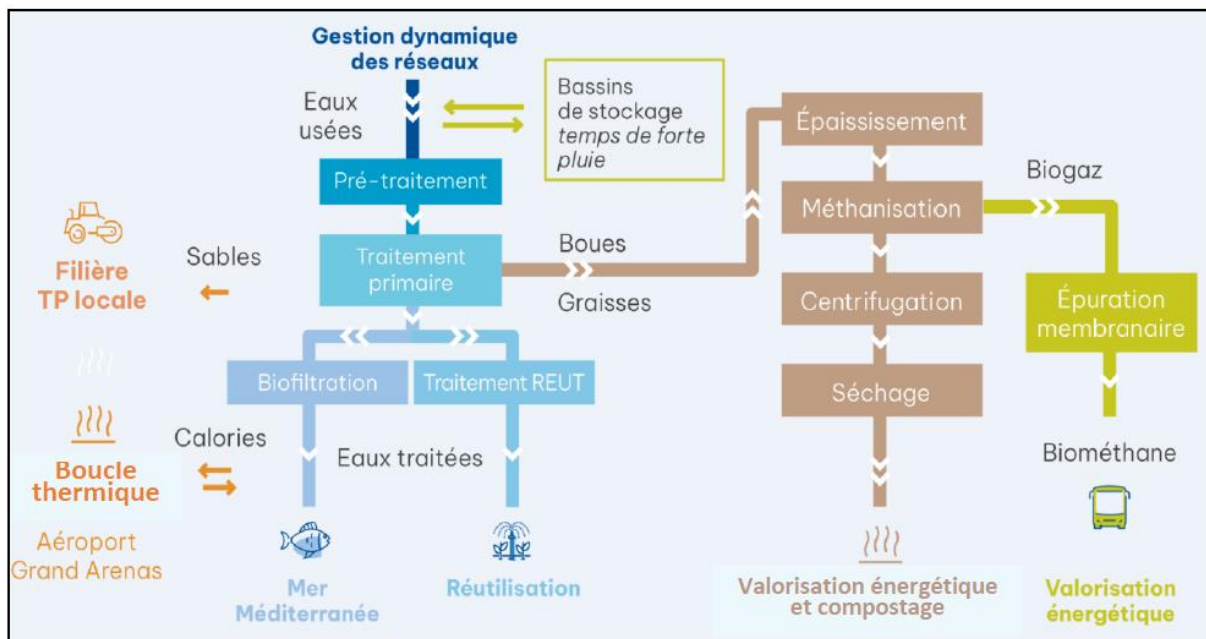 Gestion dynamique
des réseaux
Eaux
usées
Bassins
de stockage
temps de forte
pluie
Pré-traitement
Traitement
primaire
Sables
Filière
TP locale
Boues
Graisses
Biofiltration
Traitement REUT
Calories
Boucle
thermique
Aéroport
Grand Arenas
Eaux traitées
Mer
Méditerranée
Réutilisation
Épaississement
Méthanisation
Centrifugation
Séchage
Valorisation énergétique
et compostage
Biogaz
Épuration
membranaire
Biométhane
Valorisation
énergétique